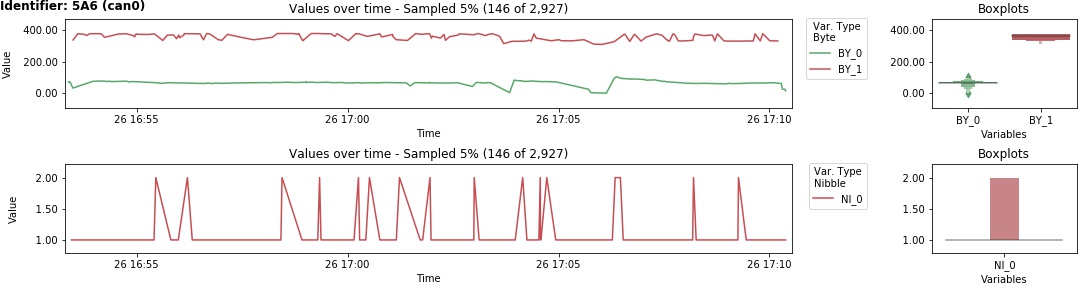 Identifier: 5A6 (can0)
Values over time - Sampled 5% (146 of 2,927)
Boxplots
Value
400.00
200.00
0.00
26 16:55
26 17:00
26 17:05
26 17:10
Time
Var. Type
Byte
BY_0
BY_1
400.00
200.00
0.00
BY_0
BY_1
Variables
Values over time - Sampled 5% (146 of 2,927)
Boxplots
Value
2.00
1.50
1.00
26 16:55
26 17:00
26 17:05
26 17:10
Time
Var. Type
Nibble
NI_0
2.00
1.50
1.00
NI_0
Variables